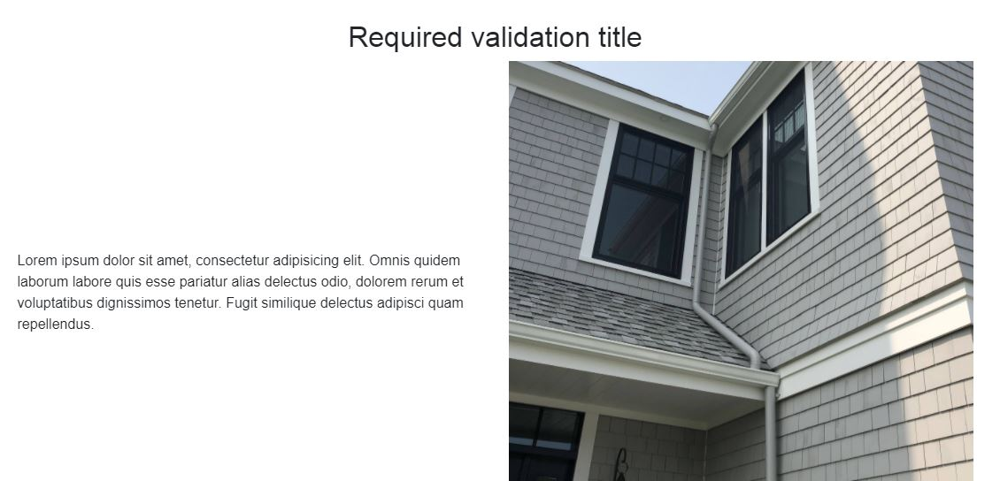 Required validation title
Lorem ipsum dolor sit amet, consectetur adipisicing elit. Omnis quidem
laborum labore quis esse pariatur alias delectus odio, dolorem rerum et
voluptatibus dignissimos tenetur. Fugit similique delectus adipisci quam
repellendus.